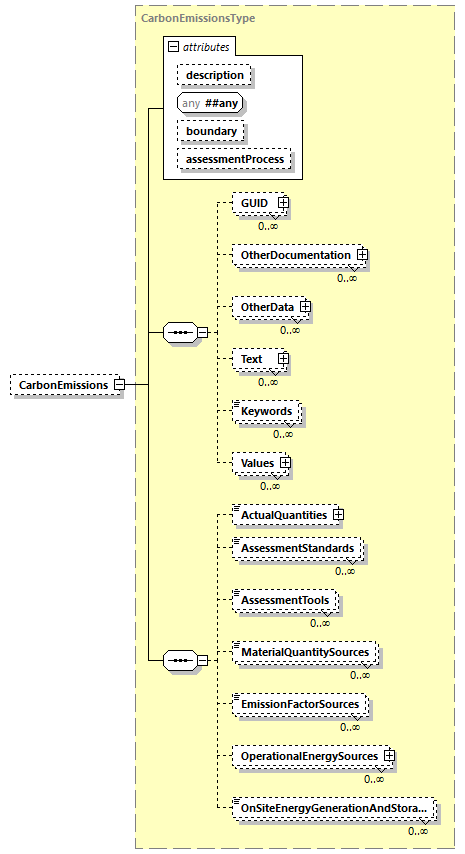 CarbonEmissionsType
attributes
description
any ##any
boundary
assessmentProcess
GUID
0..∞
OtherDocumentation
0..∞
OtherData
0..∞
Text
0..∞
CarbonEmissions
Keywords
0..∞
Values
0..∞
ActualQuantities
AssessmentStandards
0..∞
AssessmentTools
0..∞
MaterialQuantitySources
0..∞
EmissionFactorSources
0..∞
OperationalEnergySources
0..∞
OnSiteEnergyGenerationAndStora...
0..∞